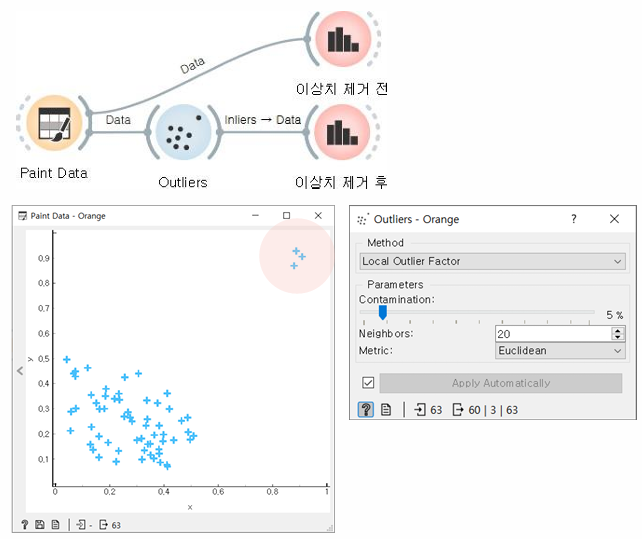 Data
이상치 제거 전
Data
Inliers → Data
Paint Data
Outliers
이상치 제거 후
Paint Data - Orange
0,9
0,8
0,7
0,6
0,5
0,4
0,3
0,2
0,1
y
0 0,2 0,4 0,6 0,8 1
x
? - 63
Outliers - Orange ?
Method
Local Outlier Factor
Parameters
Contamination:
5 %
Neighbors: 20
Metric: Euclidean
Apply Automatically
? 63 60 | 3 | 63